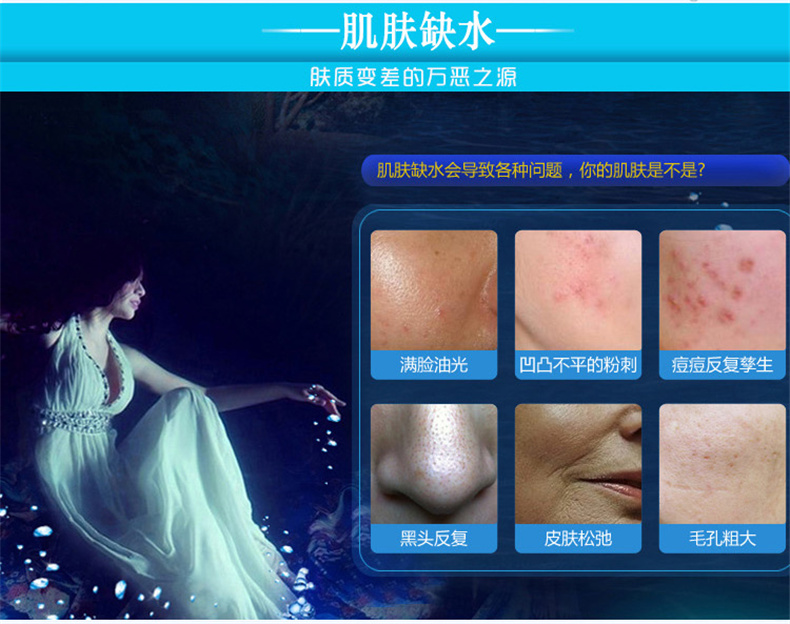 肌肤缺水
肤质变差的万恶之源
肌肤缺水会导致各种问题，你的肌肤是不是？
满脸油光
凹凸不平的粉刺
痘痘反复孳生
黑头反复
皮肤松弛
毛孔粗大